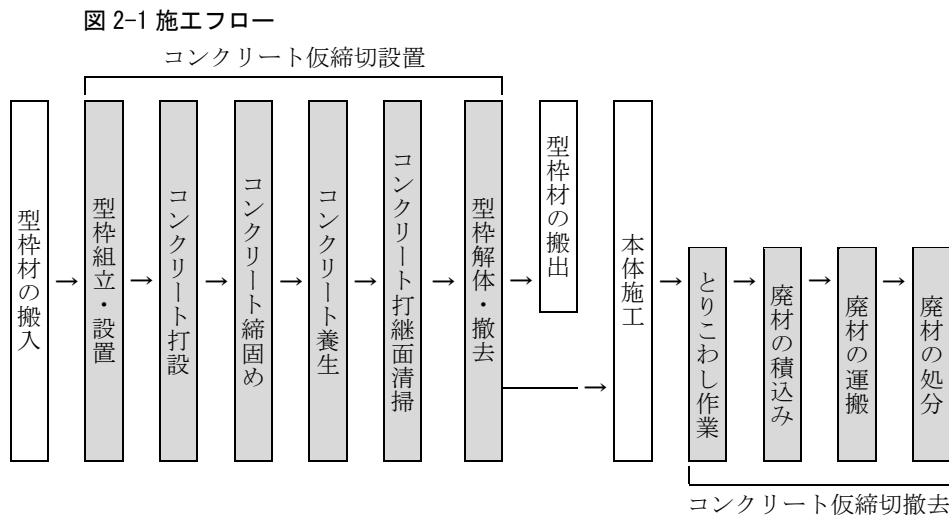 図 2-1 施工フロー
コンクリート仮締切設置
型枠材の搬入
→
型枠組立・設置
→
コンクリート打設
→
コンクリート締固め
→
コンクリート養生
→
コンクリート打継面清掃
→
型枠解体・撤去
→
型枠材の搬出
→
本体施工
→
とりこわし作業
→
廃材の積込み
→
廃材の運搬
→
廃材の処分
コンクリート仮締切撤去